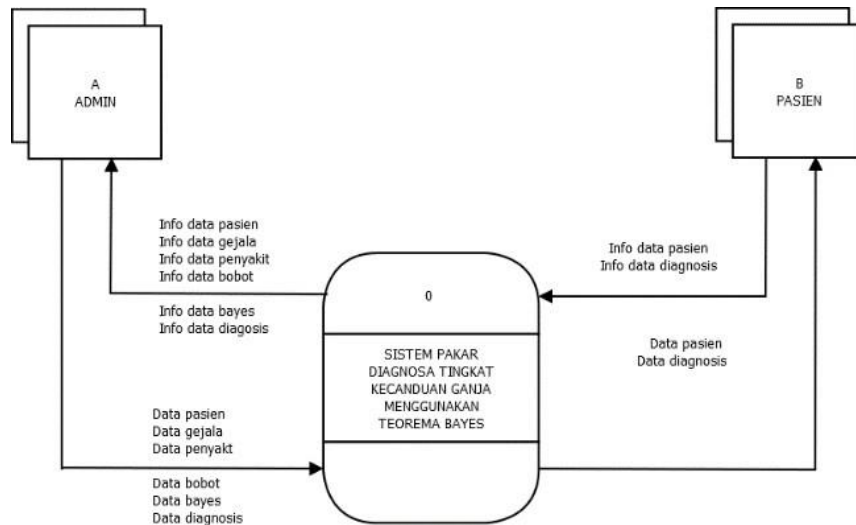 A
ADMIN
B
PASIEN
Info data pasien
Info data gejala
Info data penyakit
Info data bobot
Info data bayes
Info data diagosis
Info data pasien
Info data diagnosis
0
SISTEM PAKAR
DIAGNOSA TINGKAT
KECANDUAN GANJA
MENGGUNAKAN
TEOREMA BAYES
Data pasien
Data diagnosis
Data pasien
Data gejala
Data penyakt
Data bobot
Data bayes
Data diagnosis